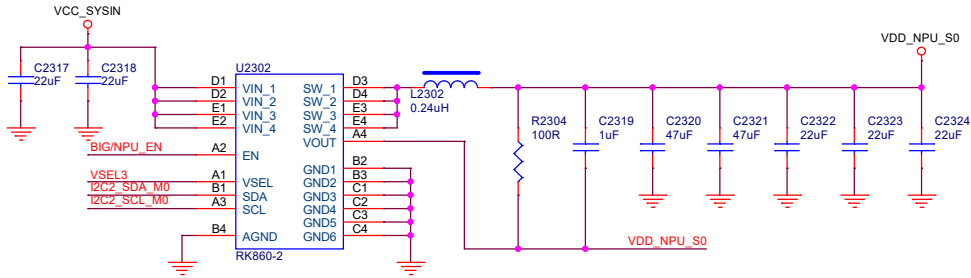 VCC_SYSIN
VDD_NPU_S0
C2317
22uF
C2318
22uF
U2302
D1 VIN_1 SW_1 D3
D2 VIN_2 SW_2 D4
E1 VIN_3 SW_3 E3
E2 VIN_4 SW_4 E4
VOUT A4
L2302
0.24uH
BIG/NPU_EN A2 EN
GND1 B2
VSEL3 A1 VSEL GND2 B3
I2C2_SDA_M0 B1 SDA GND3 C1
I2C2_SCL_M0 A3 SCL GND4 C2
GND5 C3
B4 AGND GND6 C4
RK860-2
R2304
100R
C2319
1uF
C2320
47uF
C2321
47uF
C2322
22uF
C2323
22uF
C2324
22uF
VDD_NPU_S0